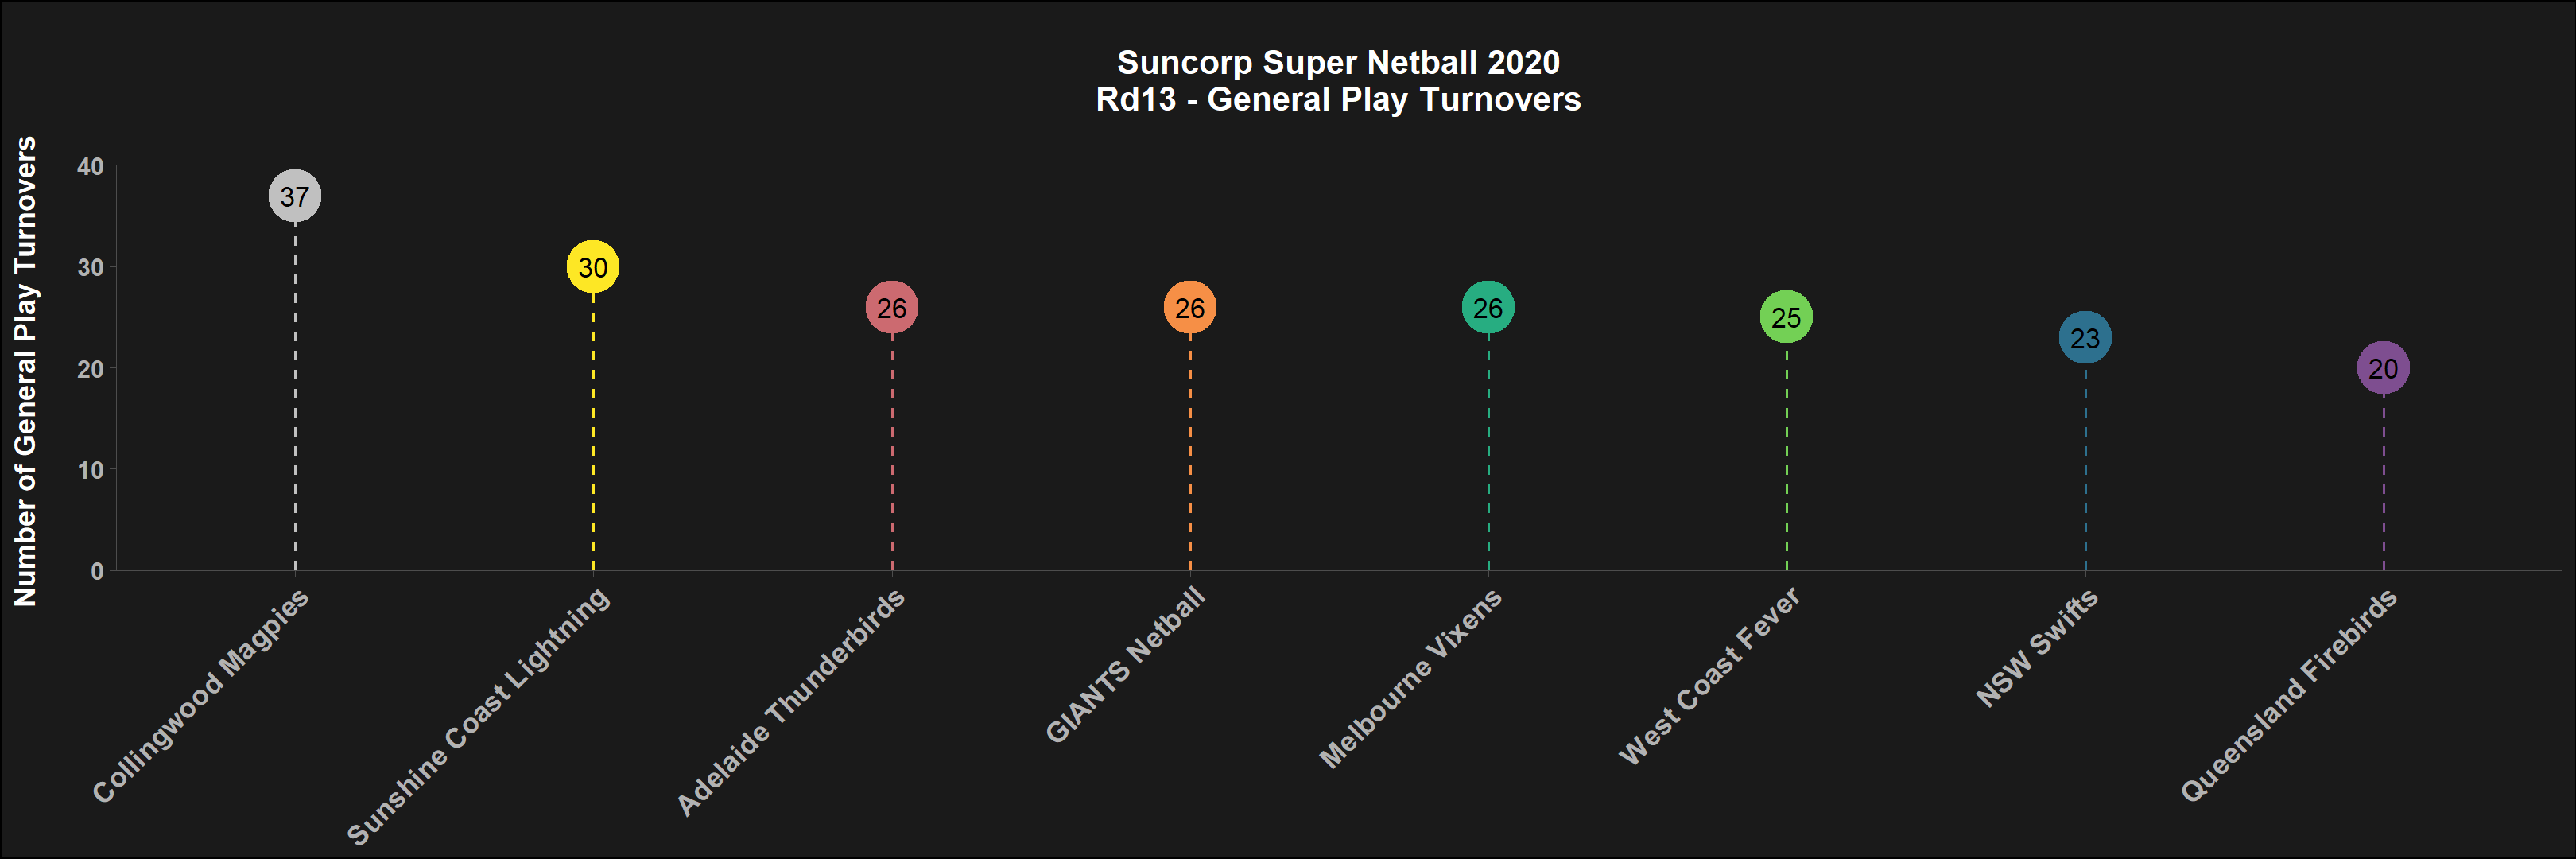 Suncorp Super Netball 2020
Rd13 - General Play Turnovers
Number of General Play Turnovers
40
30
20
10
0
37
30
26
26
26
25
23
20
Collingwood Magpies
Sunshine Coast Lightning
Adelaide Thunderbirds
GIANTS Netball
Melbourne Vixens
West Coast Fever
NSW Swifts
Queensland Firebirds